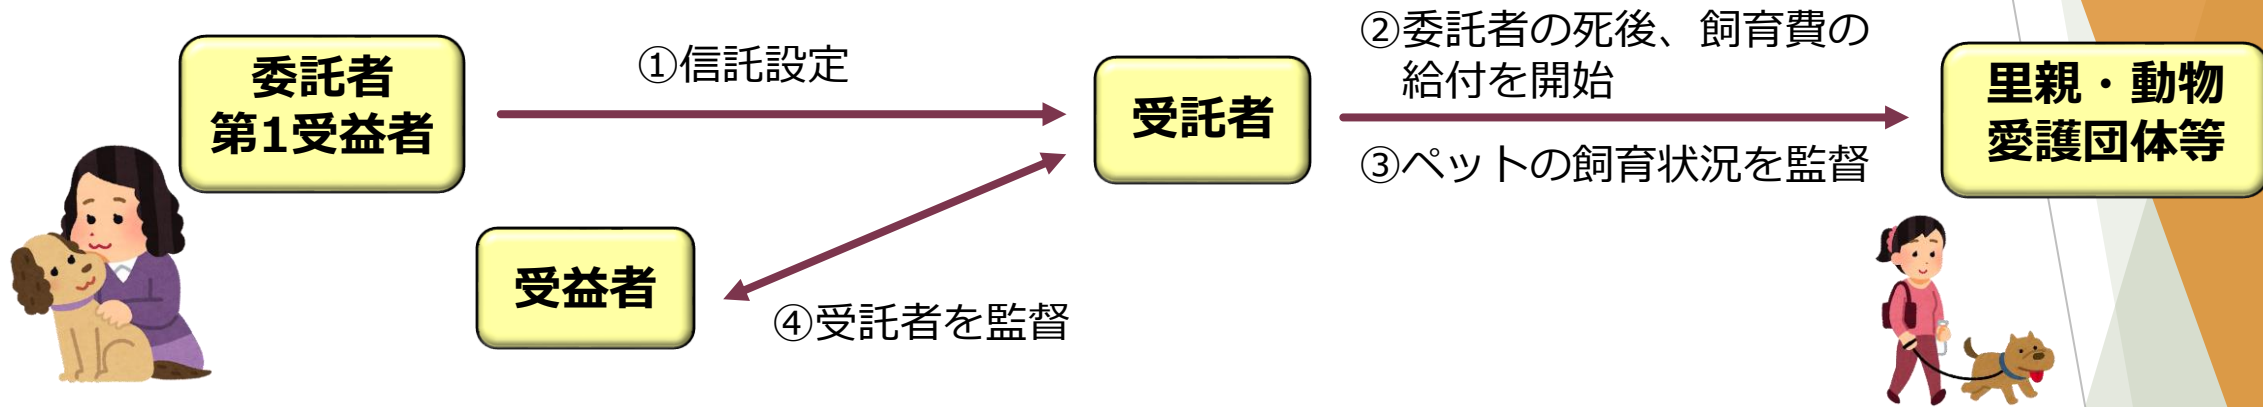 委託者
第1受益者
①信託設定
受託者
②委託者の死後、飼育費の
給付を開始
③ペットの飼育状況を監督
里親・動物
愛護団体等
受益者
④受託者を監督